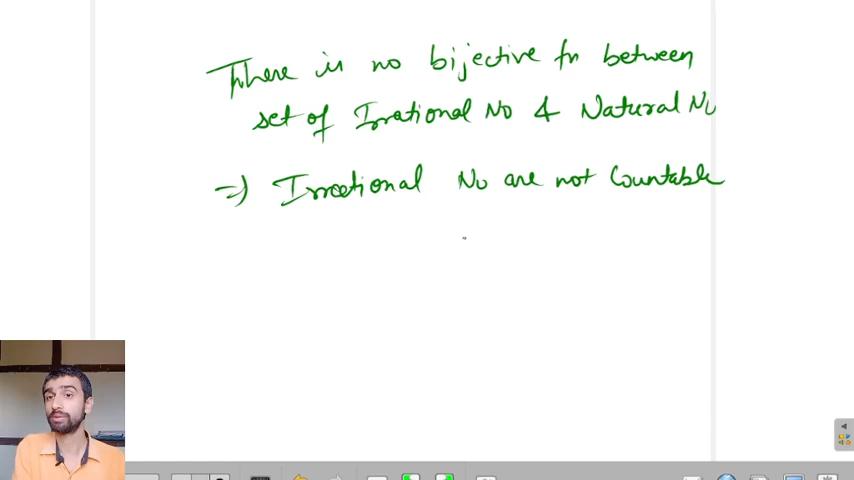 There is no bijective fn between
set of Irrational No & Natural No
=) Irrational No are not Countable